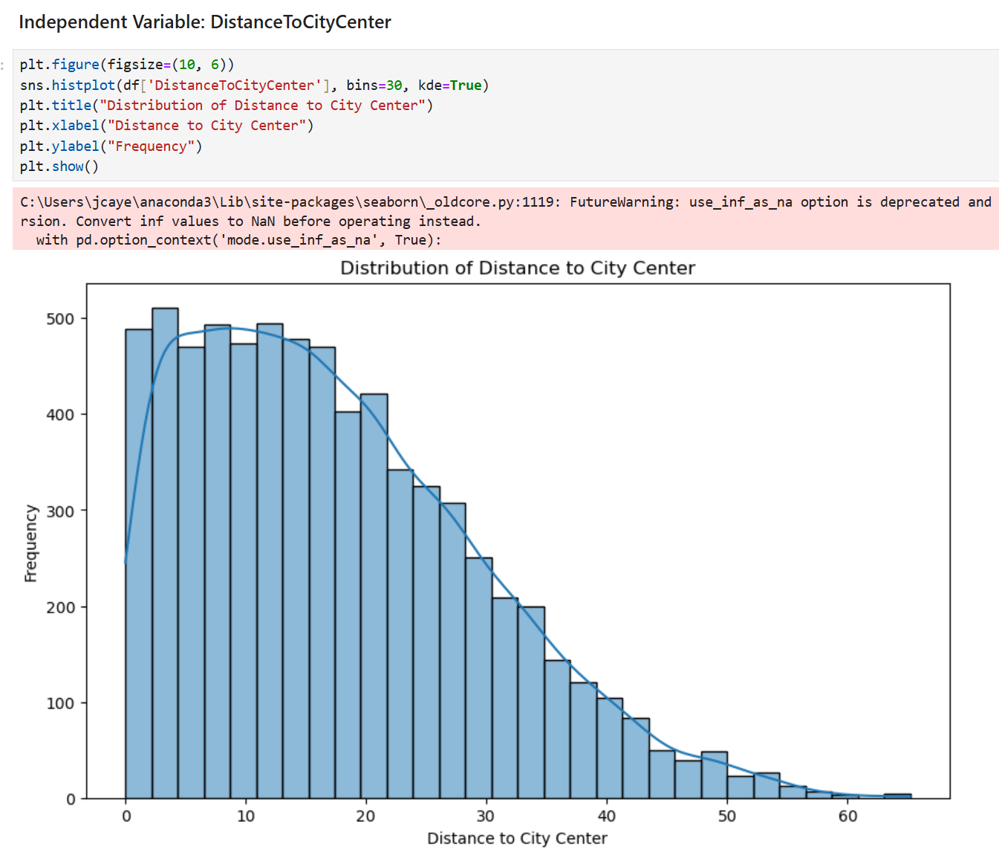 Independent Variable: DistanceToCityCenter
:
plt.figure(figsize=(10, 6))
sns.histplot(df['DistanceToCityCenter'], bins=30, kde=True)
plt.title("Distribution of Distance to City Center")
plt.xlabel("Distance to City Center")
plt.ylabel("Frequency")
plt.show()
C:\Users\jcaye\anaconda3\Lib\site-packages\seaborn\_oldcore.py:1119: FutureWarning: use_inf_as_na option is deprecated and
rsion. Convert inf values to NaN before operating instead.
with pd.option_context('mode.use_inf_as_na', True):
Distribution of Distance to City Center
500
400
300
200
100
0
Frequency
0 10 20 30 40 50 60
Distance to City Center